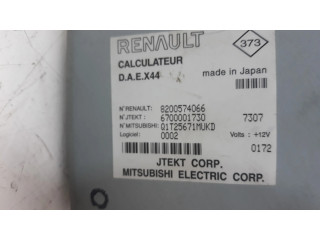 RENAULT
373
CALCULATEUR
D.A.E.X44
made in Japan
N°RENAULT: 8200574066
N°JTEKT : 6700001730 7307
N°MITSUBISHI: Q1T25671MUKD
Logiciel: 0002 Volts : +12V
0172
JTEKT CORP.
MITSUBISHI ELECTRIC CORP.